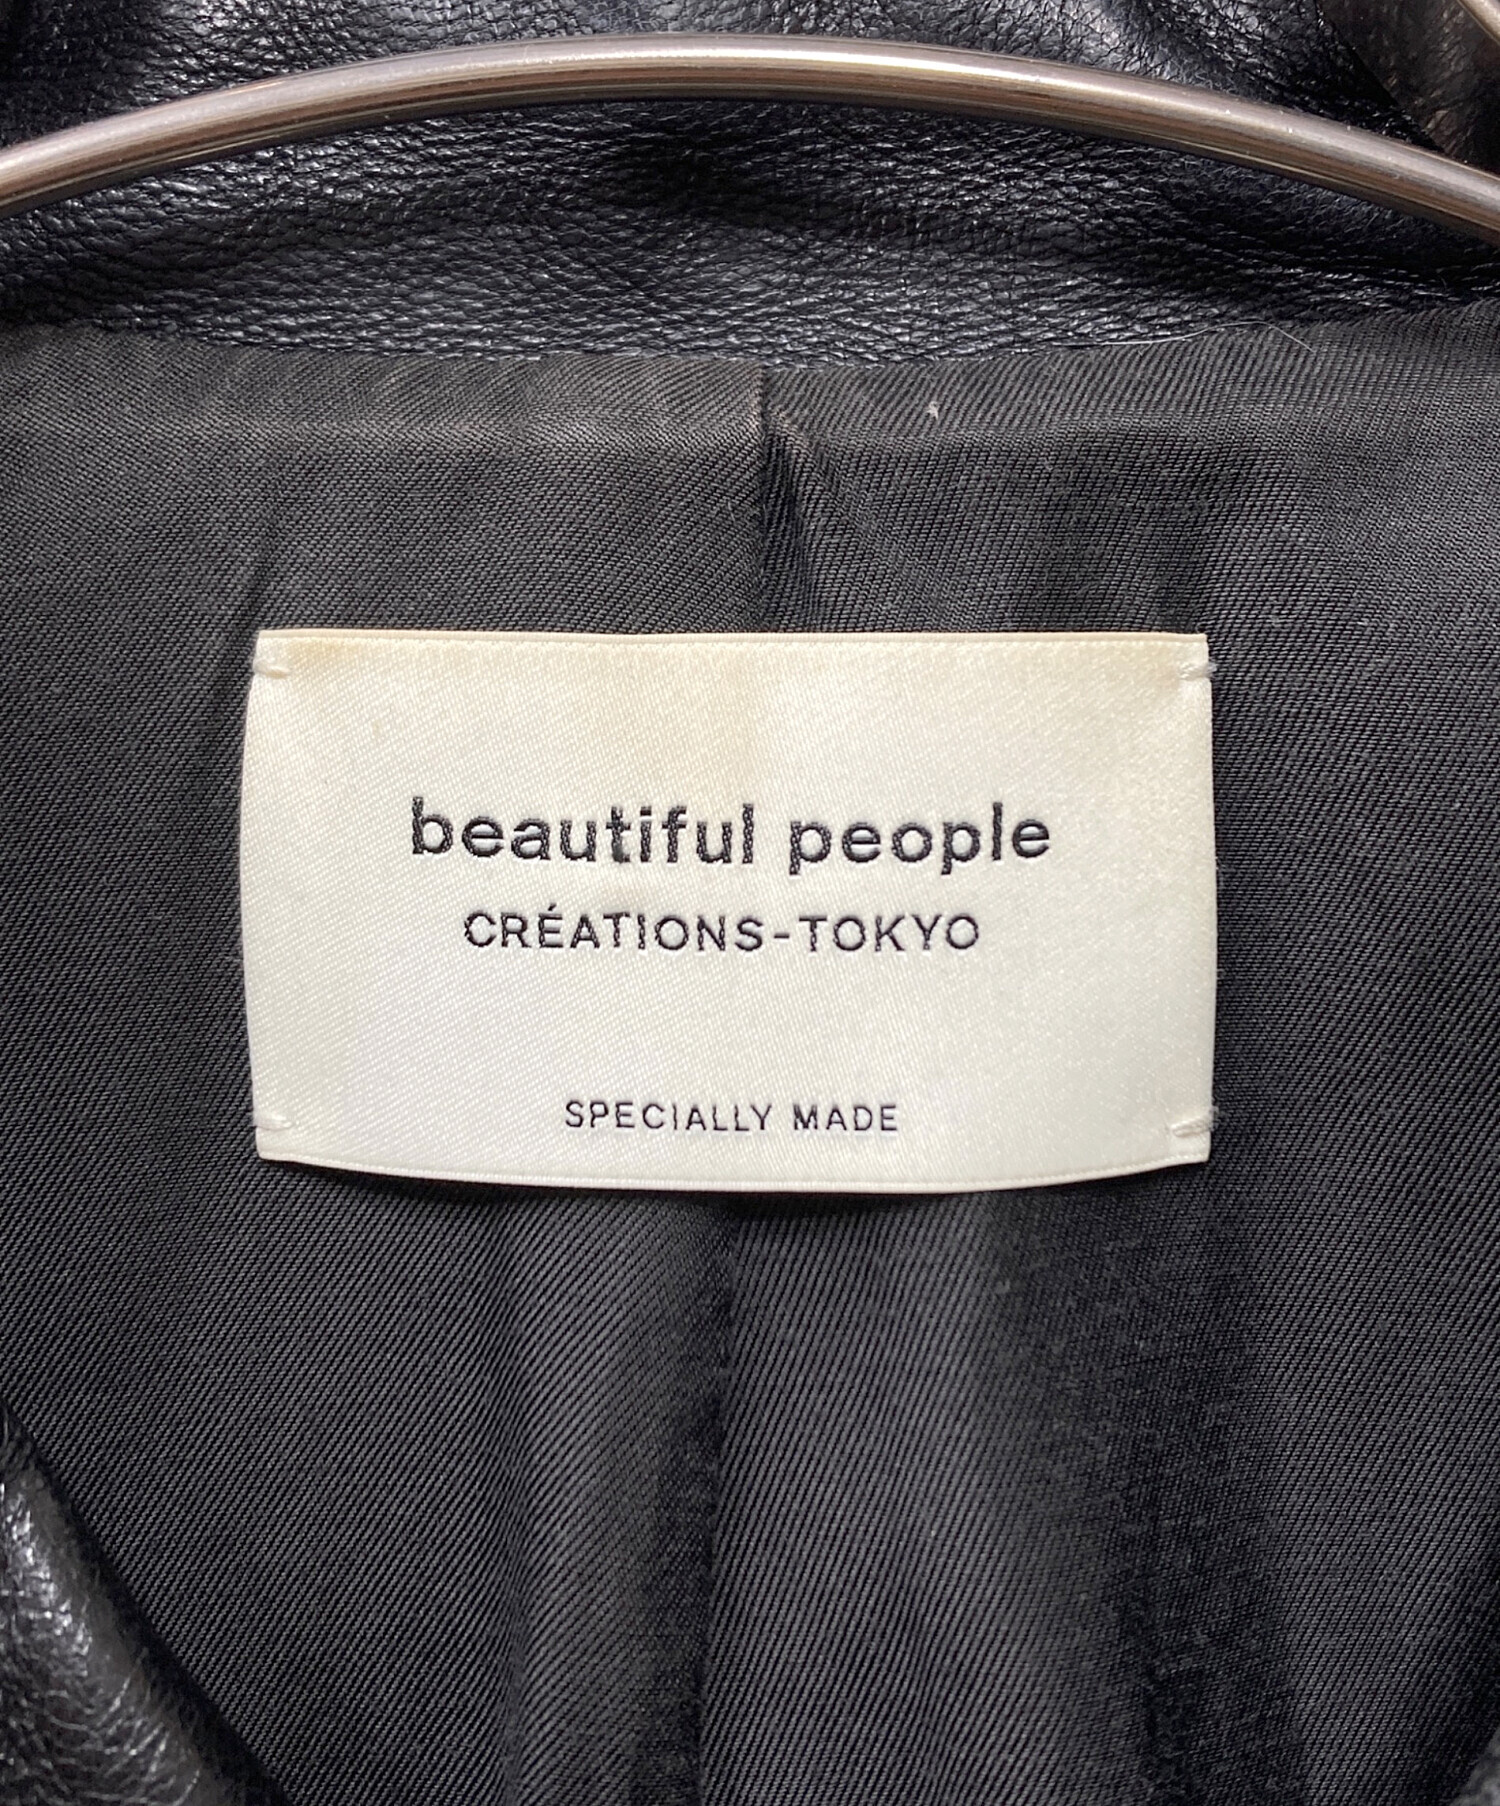 beautiful people
CRÉATIONS-TOKYO
SPECIALLY MADE